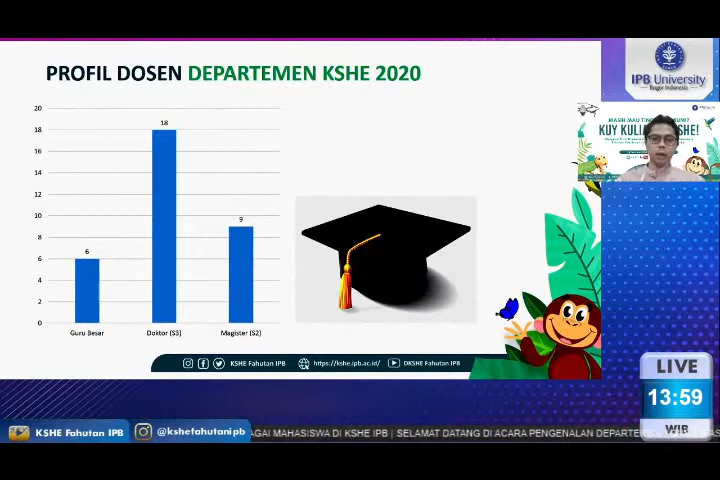 PROFIL DOSEN DEPARTEMEN KSHE 2020
20
18
16
14
12
10
8
6
4
2
0
6
18
9
Guru Besar
Doktor (S3)
Magister (S2)
KSHE Fahutan IPB
https://kshe.ipb.ac.id/
DKSHE Fahutan IPB
IPB University
Bogor Indonesia
KUY KULIA
SHE!
LIVE
13:59
WIB
KSHE Fahutan IPB
@kshefahutanipb
AGAI MAHASISWA DI KSHE IPB | SELAMAT DATANG DI ACARA PENGENALAN DEPARTE